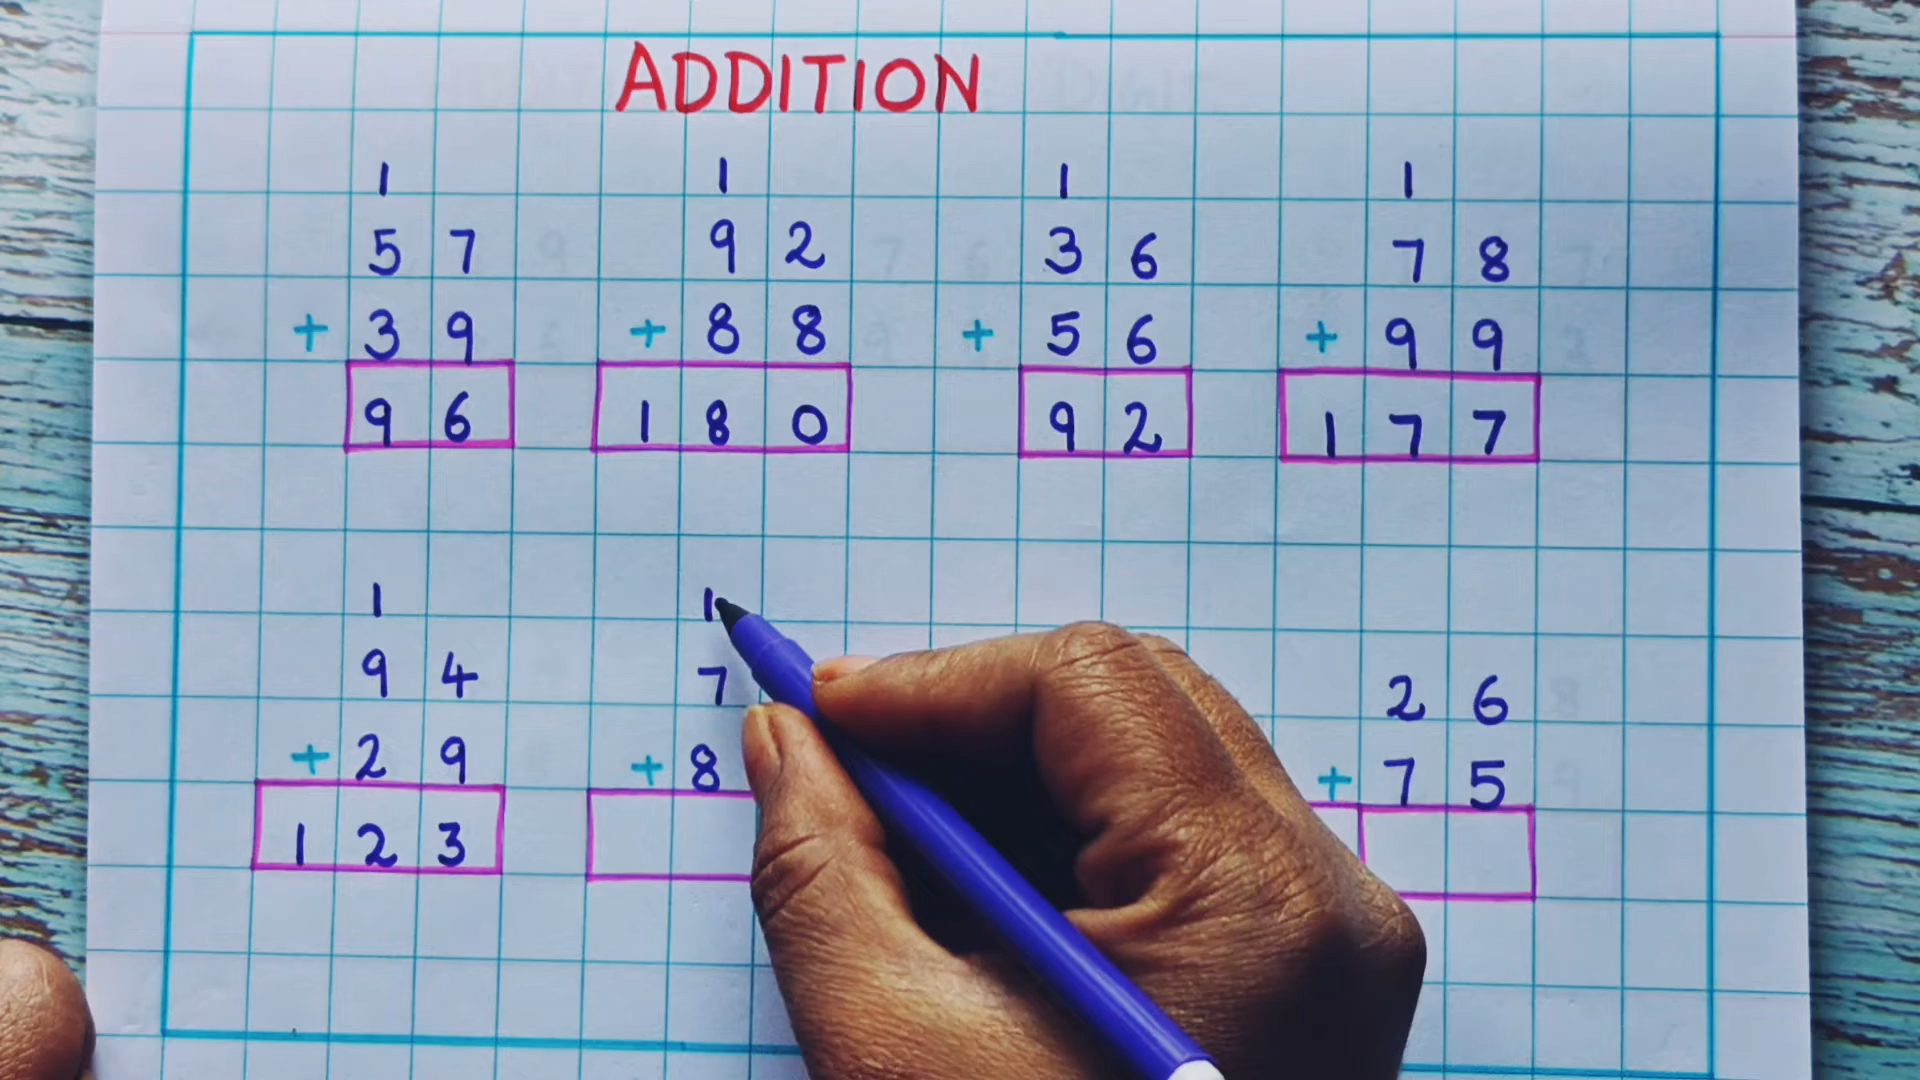 ADDITION
1 1 1 1
5 7 9 2 3 6 7 8
+ 3 9 + 8 8 + 5 6 + 9 9
9 6 1 8 0 9 2 1 7 7
1 1
9 4 7 2 6
+ 2 9 + 8 + 7 5
1 2 3